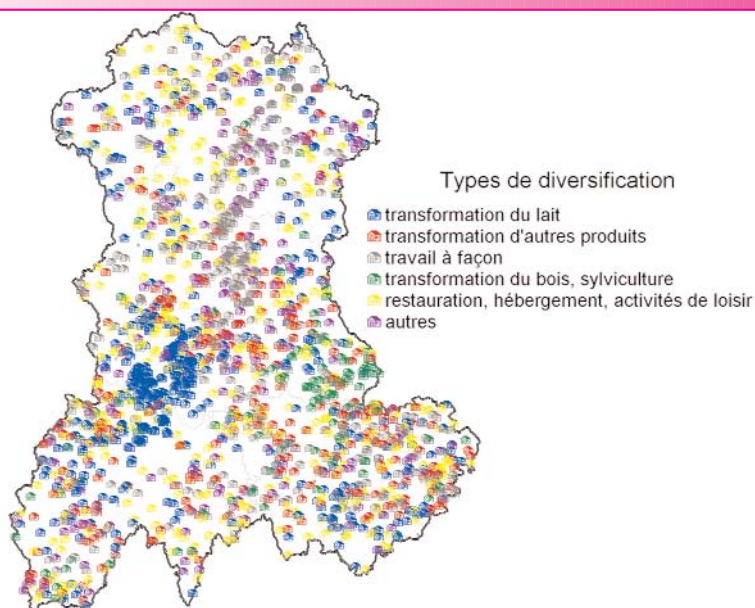 Types de diversification
transformation du lait
transformation d'autres produits
travail à façon
transformation du bois, sylviculture
restauration, hébergement, activités de loisir
autres